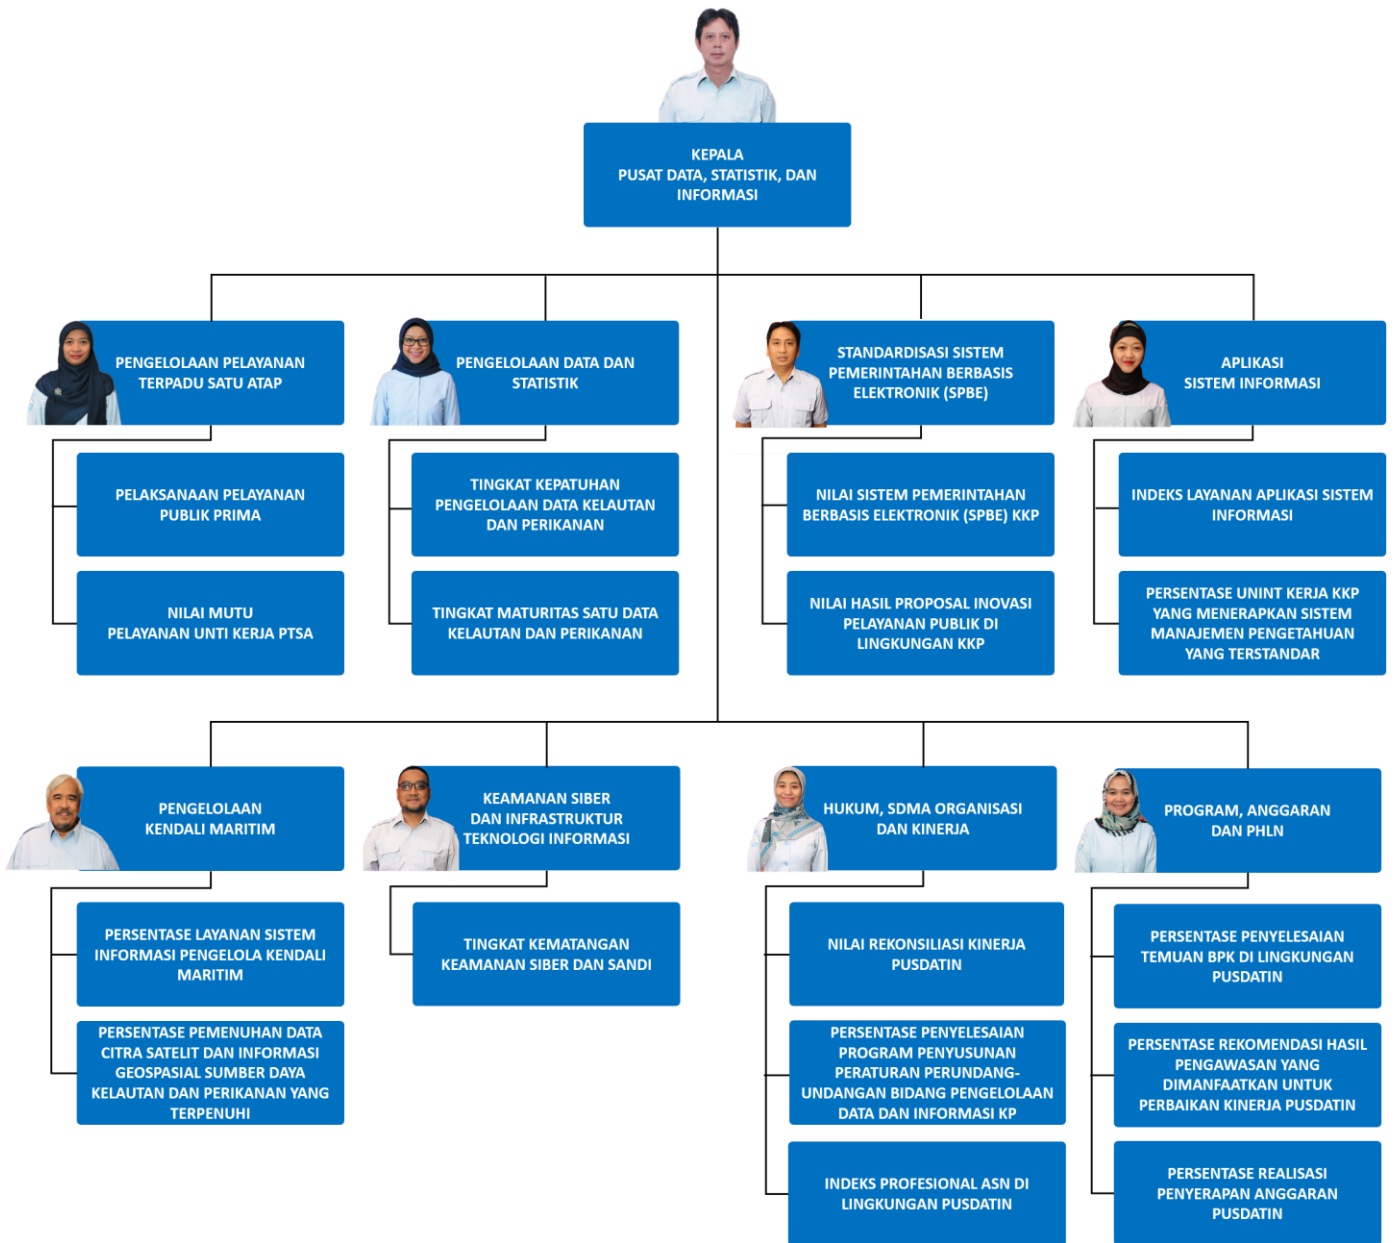 KEPALA
PUSAT DATA, STATISTIK, DAN
INFORMASI
PENGELOLAAN PELAYANAN
TERPADU SATU ATAP
PENGELOLAAN DATA DAN
STATISTIK
STANDARDISASI SISTEM
PEMERINTAHAN BERBASIS
ELEKTRONIK (SPBE)
APLIKASI
SISTEM INFORMASI
PELAKSANAAN PELAYANAN
PUBLIK PRIMA
TINGKAT KEPATUHAN
PENGELOLAAN DATA KELAUTAN
DAN PERIKANAN
NILAI SISTEM PEMERINTAHAN
BERBASIS ELEKTRONIK (SPBE) KKP
INDEKS LAYANAN APLIKASI SISTEM
INFORMASI
NILAI MUTU
PELAYANAN UNTI KERJA PTSA
TINGKAT MATURITAS SATU DATA
KELAUTAN DAN PERIKANAN
NILAI HASIL PROPOSAL INOVASI
PELAYANAN PUBLIK DI
LINGKUNGAN KKP
PERSENTASE UNINT KERJA KKP
YANG MENERAPKAN SISTEM
MANAJEMEN PENGETAHUAN
YANG TERSTANDAR
PENGELOLAAN
KENDALI MARITIM
KEAMANAN SIBER
DAN INFRASTRUKTUR
TEKNOLOGI INFORMASI
HUKUM, SDMA ORGANISASI
DAN KINERJA
PROGRAM, ANGGARAN
DAN PHLN
PERSENTASE LAYANAN SISTEM
INFORMASI PENGELOLA KENDALI
MARITIM
TINGKAT KEMATANGAN
KEAMANAN SIBER DAN SANDI
NILAI REKONSILIASI KINERJA
PUSDATIN
PERSENTASE PENYELESAIAN
TEMUAN BPK DI LINGKUNGAN
PUSDATIN
PERSENTASE PEMENUHAN DATA
CITRA SATELIT DAN INFORMASI
GEOSPASIAL SUMBER DAYA
KELAUTAN DAN PERIKANAN YANG
TERPENUHI
PERSENTASE PENYELESAIAN
PROGRAM PENYUSUNAN
PERATURAN PERUNDANG-
UNDANGAN BIDANG PENGELOLAAN
DATA DAN INFORMASI KP
PERSENTASE REKOMENDASI HASIL
PENGAWASAN YANG
DIMANFAATKAN UNTUK
PERBAIKAN KINERJA PUSDATIN
INDEKS PROFESIONAL ASN DI
LINGKUNGAN PUSDATIN
PERSENTASE REALISASI
PENYERAPAN ANGGARAN
PUSDATIN